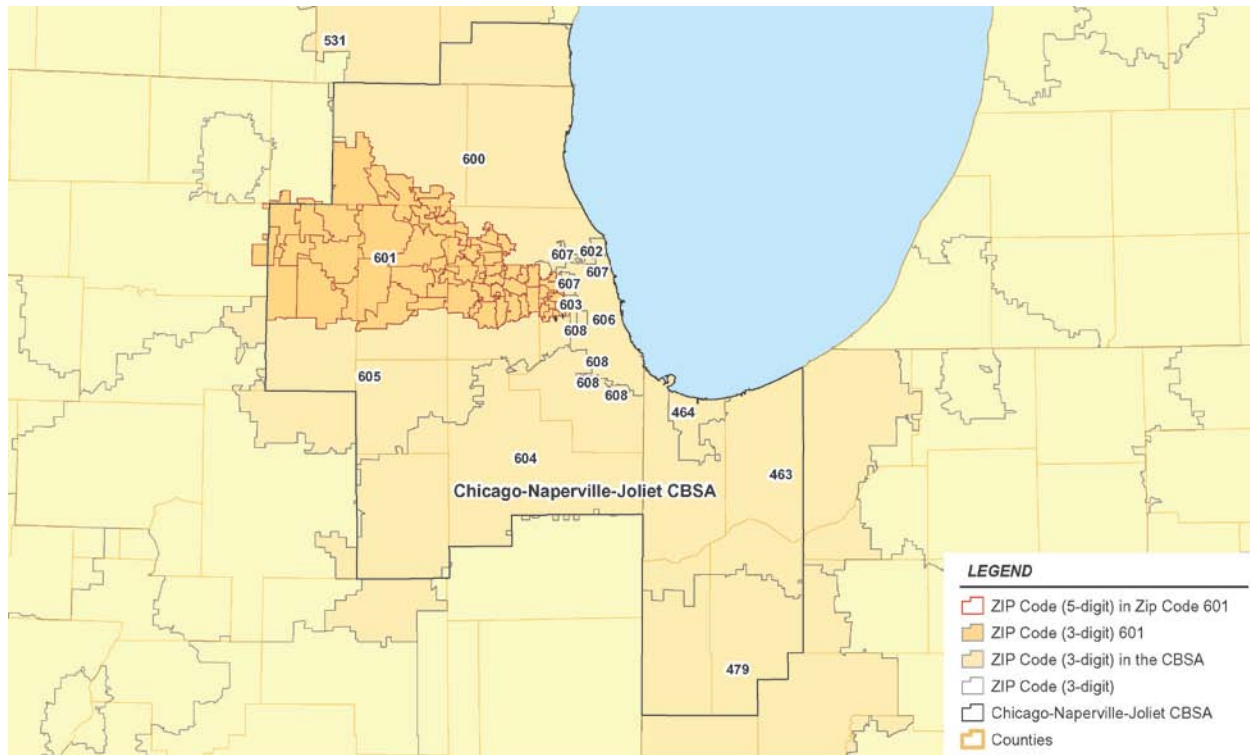 531
600
601
607
602
607
607
603
606
608
608
605
608
608
464
604
463
Chicago-Naperville-Joliet CBSA
479
LEGEND
ZIP Code (5-digit) in Zip Code 601
ZIP Code (3-digit) 601
ZIP Code (3-digit) in the CBSA
ZIP Code (3-digit)
Chicago-Naperville-Joliet CBSA
Counties